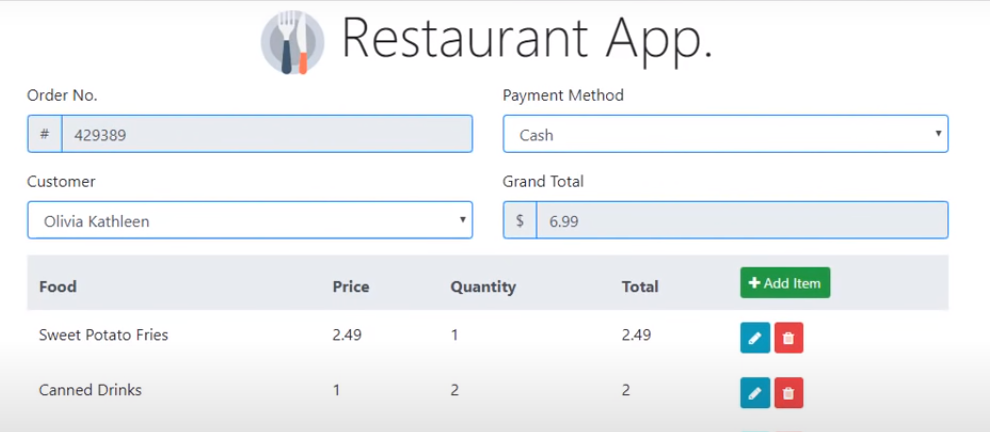 Restaurant App.
Order No. Payment Method
# 429389 Cash
Customer Grand Total
Olivia Kathleen $ 6.99
Food Price Quantity Total Add Item
Sweet Potato Fries 2.49 1 2.49
Canned Drinks 1 2 2